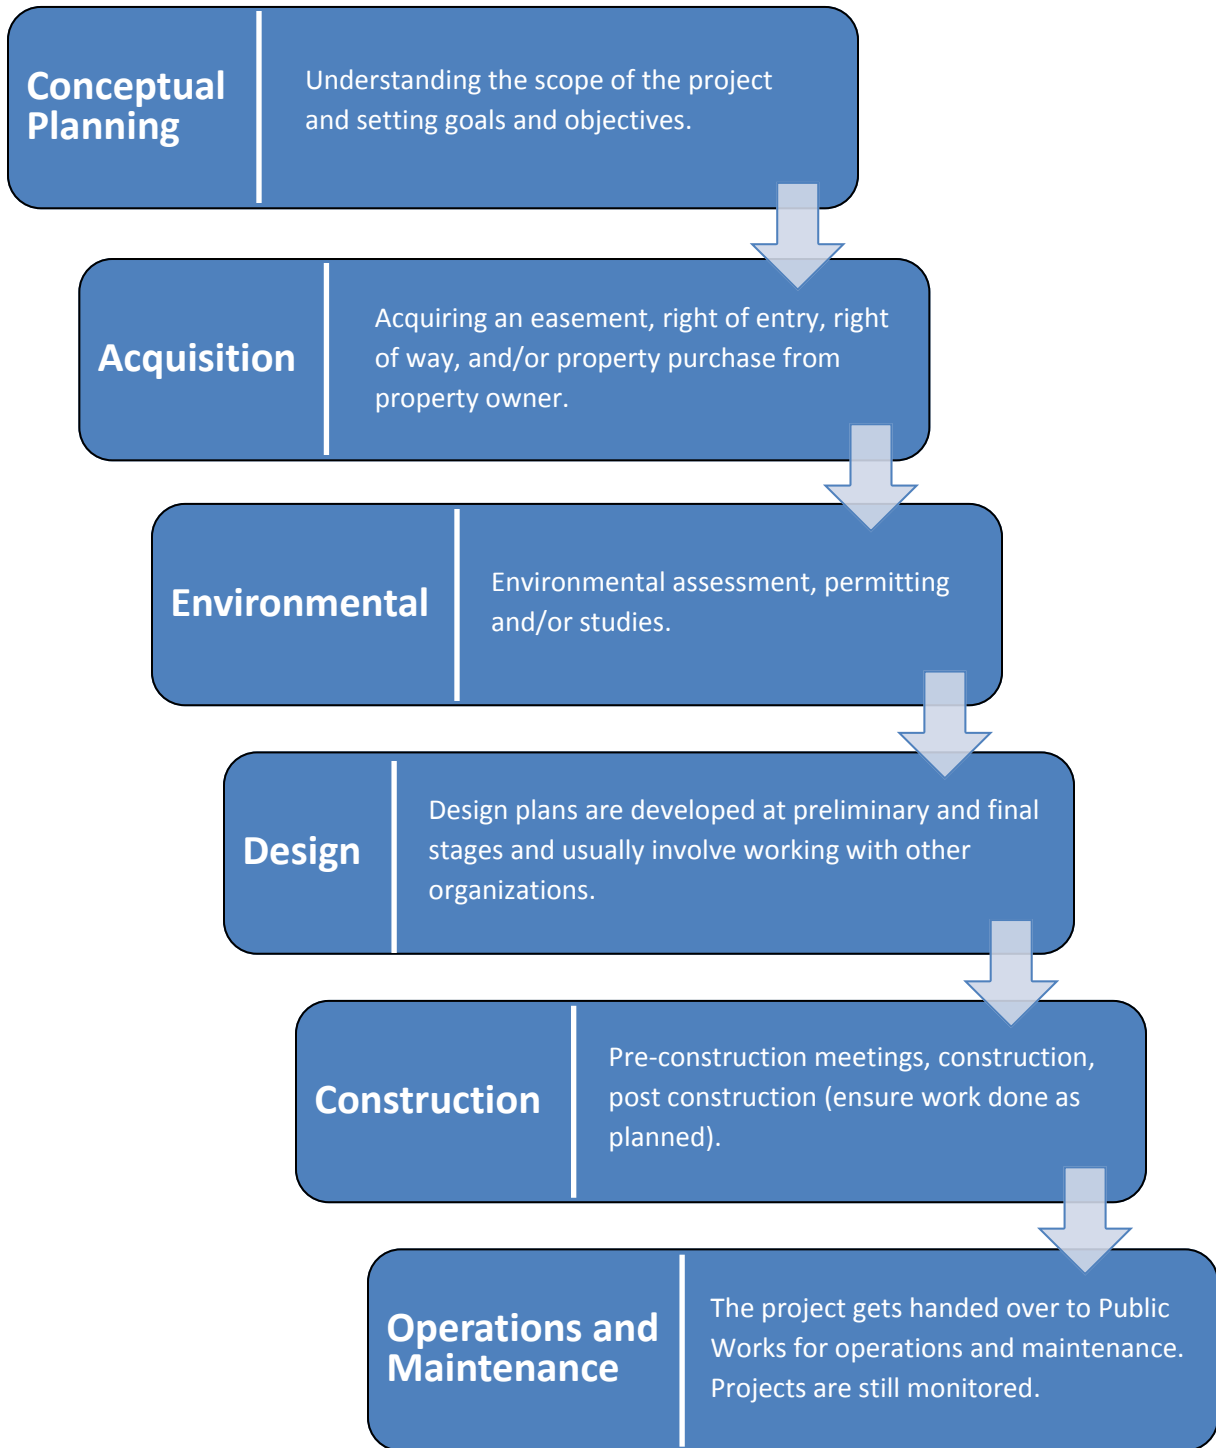 Conceptual
Planning
Understanding the scope of the project
and setting goals and objectives.
Acquisition
Acquiring an easement, right of entry, right
of way, and/or property purchase from
property owner.
Environmental
Environmental assessment, permitting
and/or studies.
Design
Design plans are developed at preliminary and final
stages and usually involve working with other
organizations.
Construction
Pre-construction meetings, construction,
post construction (ensure work done as
planned).
Operations and
Maintenance
The project gets handed over to Public
Works for operations and maintenance.
Projects are still monitored.